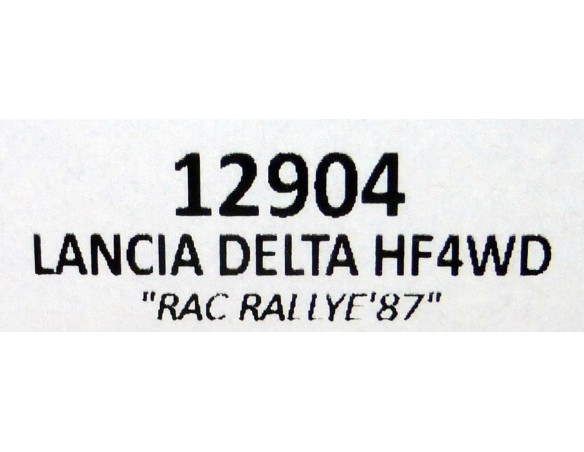 12904
LANCIA DELTA HF4WD
"RAC RALLYE'87"